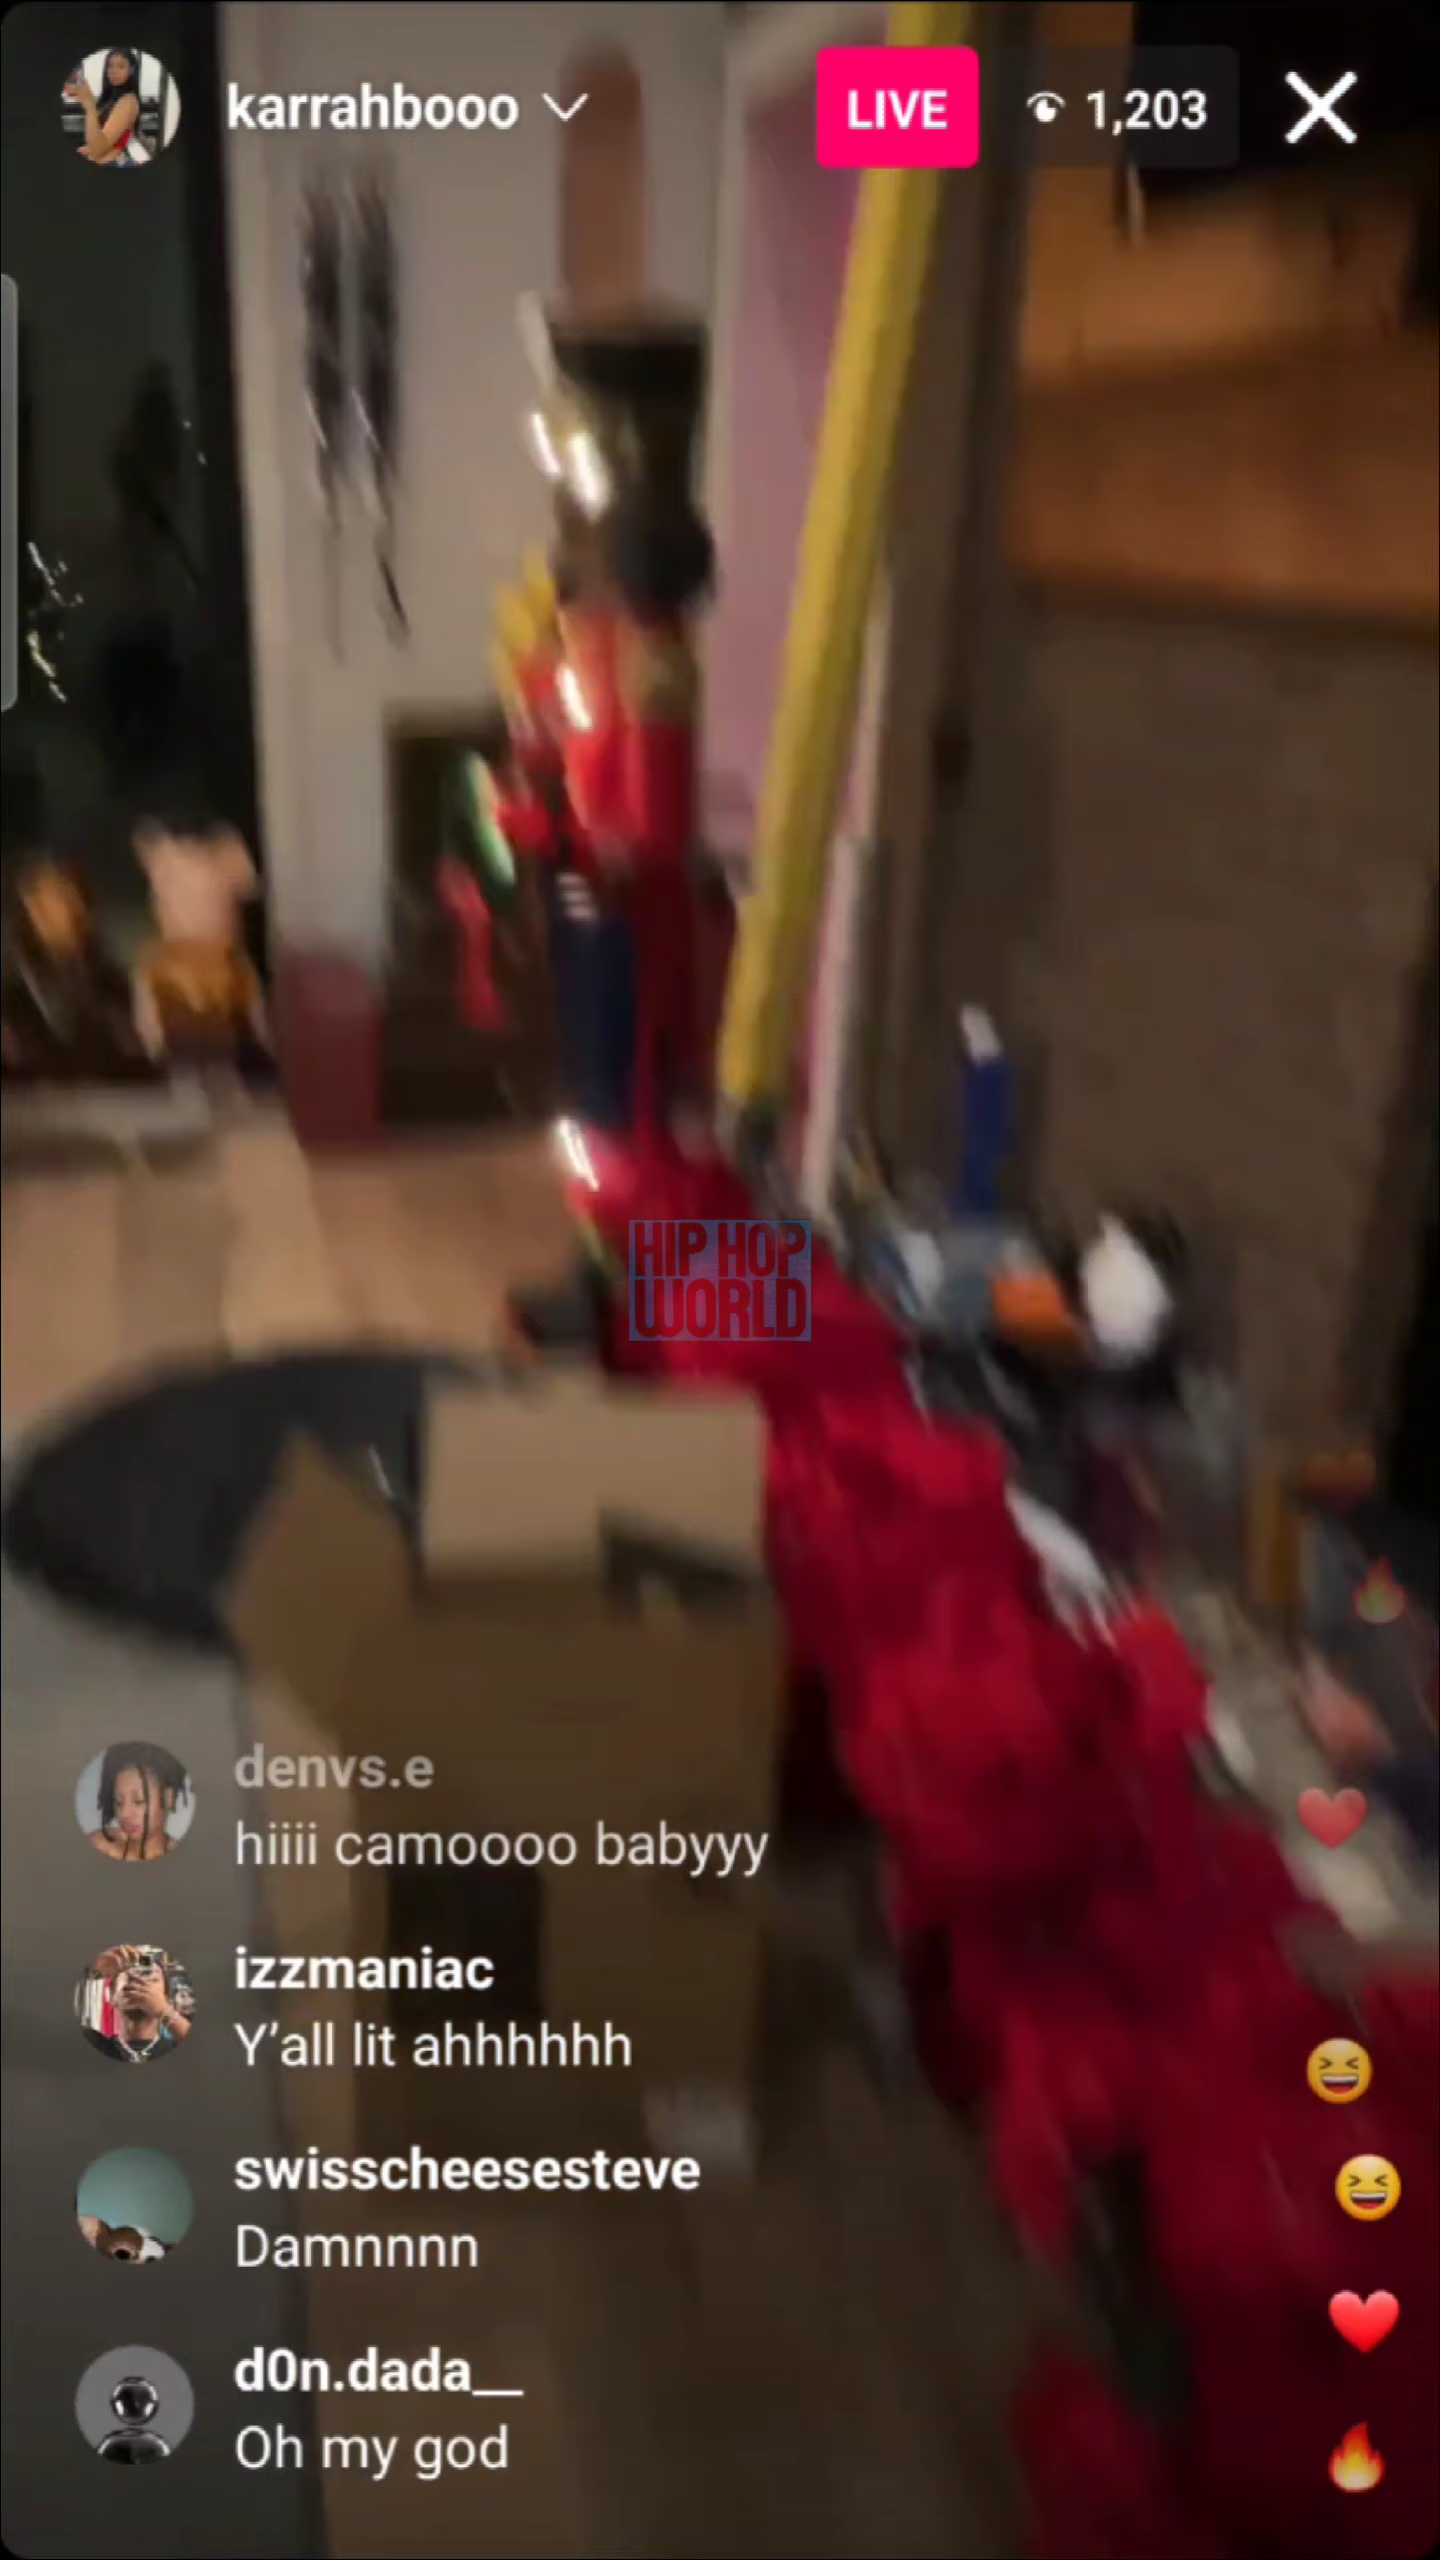 karrahbooo
LIVE
1,203
HIP HOP
WORLD
denvs.e
hiiii camoooo babyyy
izzmaniac
Y'all lit ahhhhhh
swisscheesesteve
Damnnnn
d0n.dada__
Oh my god